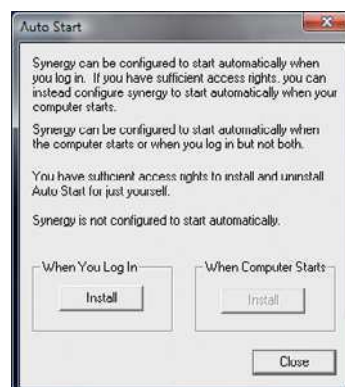 Auto Start
Synergy can be configured to start automatically when
you log in. If you have sufficient access rights, you can
instead configure synergy to start automatically when your
computer starts.
Synergy can be configured to start automatically when
the computer starts or when you log in but not both.
You have sufficient access rights to install and uninstall
Auto Start for just yourself.
Synergy is not configured to start automatically.
When You Log In
When Computer Starts
Install
Install
Close